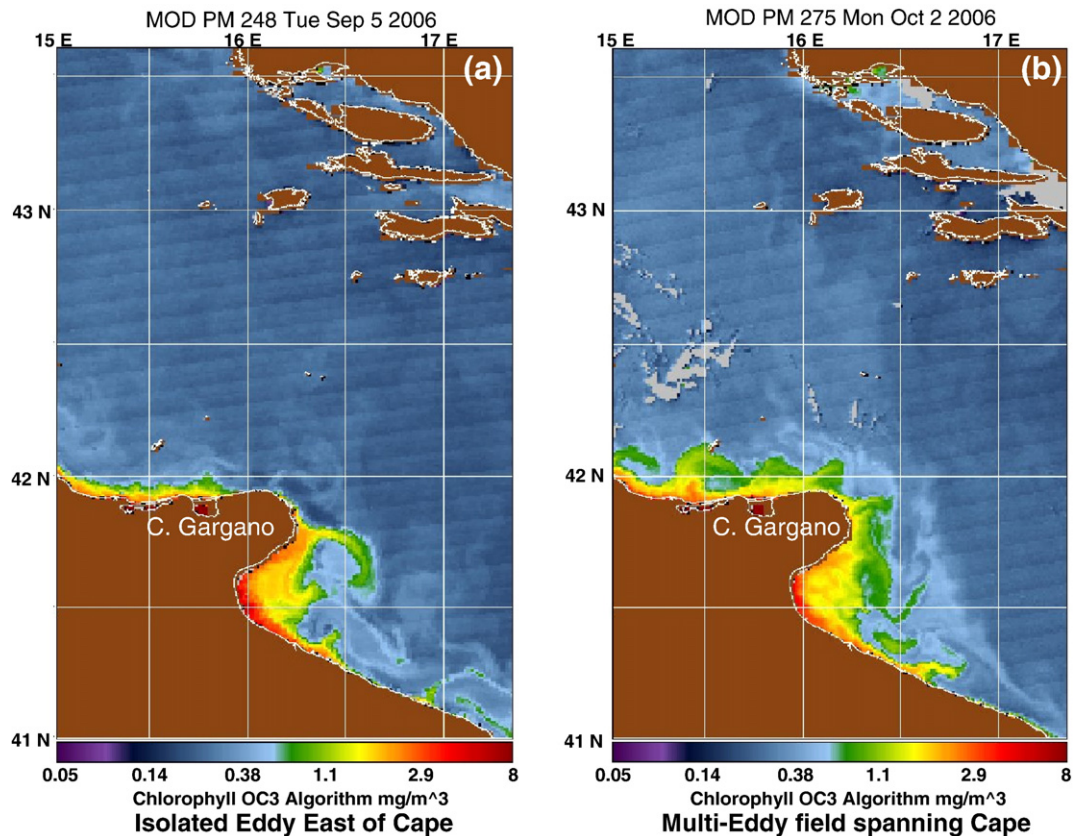 MOD PM 248 Tue Sep 5 2006
15 E 16 E 17 E
(a)
43 N
42 N
C. Gargano
41 N
0.05 0.14 0.38 1.1 2.9 8
Chlorophyll OC3 Algorithm mg/m^3
Isolated Eddy East of Cape
MOD PM 275 Mon Oct 2 2006
15 E 16 E 17 E
(b)
43 N
42 N
C. Gargano
41 N
0.05 0.14 0.38 1.1 2.9 8
Chlorophyll OC3 Algorithm mg/m^3
Multi-Eddy field spanning Cape